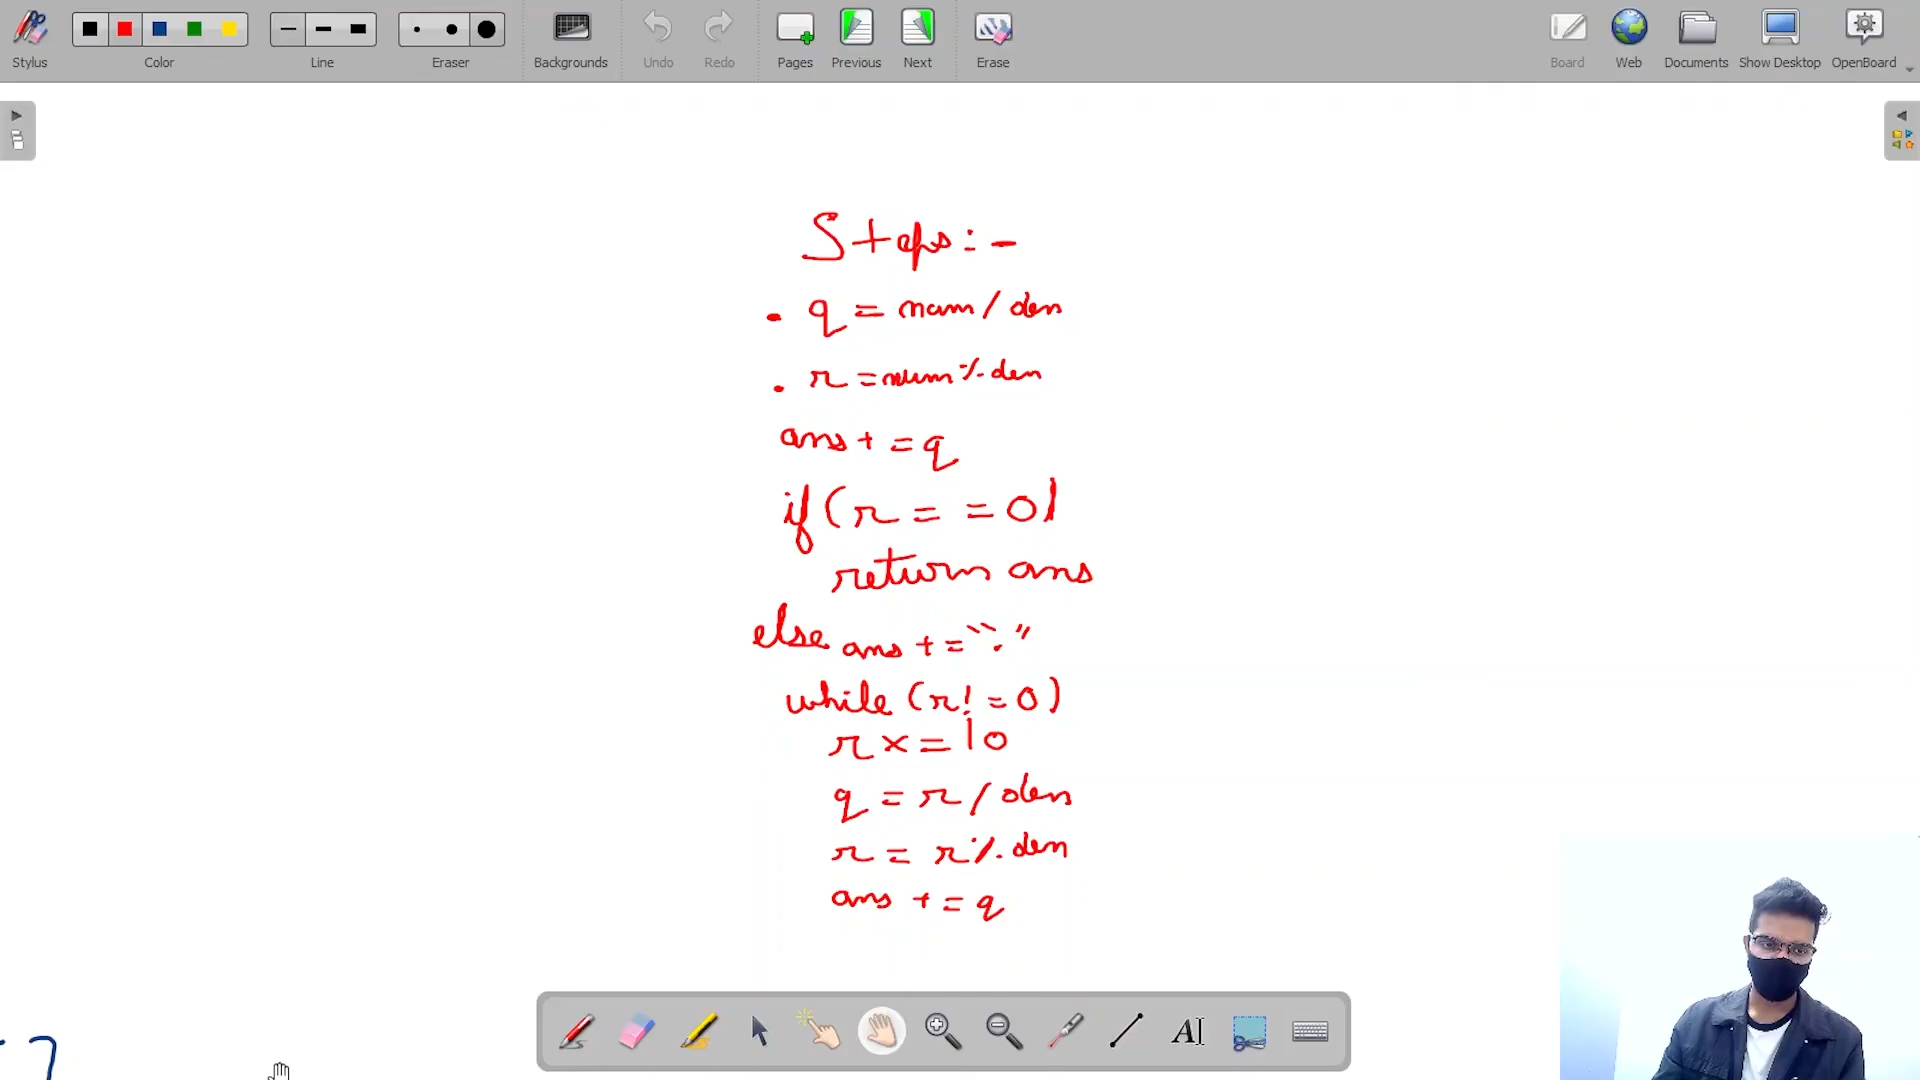 Stylus
Color
Line
Eraser
Backgrounds
Undo
Redo
Pages
Previous
Next
Erase
Board
Web
Documents
Show Desktop
OpenBoard
Steps:-
• q = num/den
• r = num%den
ans+=q
if(r==0)
return ans
else ans+="."
while(r!=0)
r×=10
q = r/den
r = r%den
ans+=q
7
A